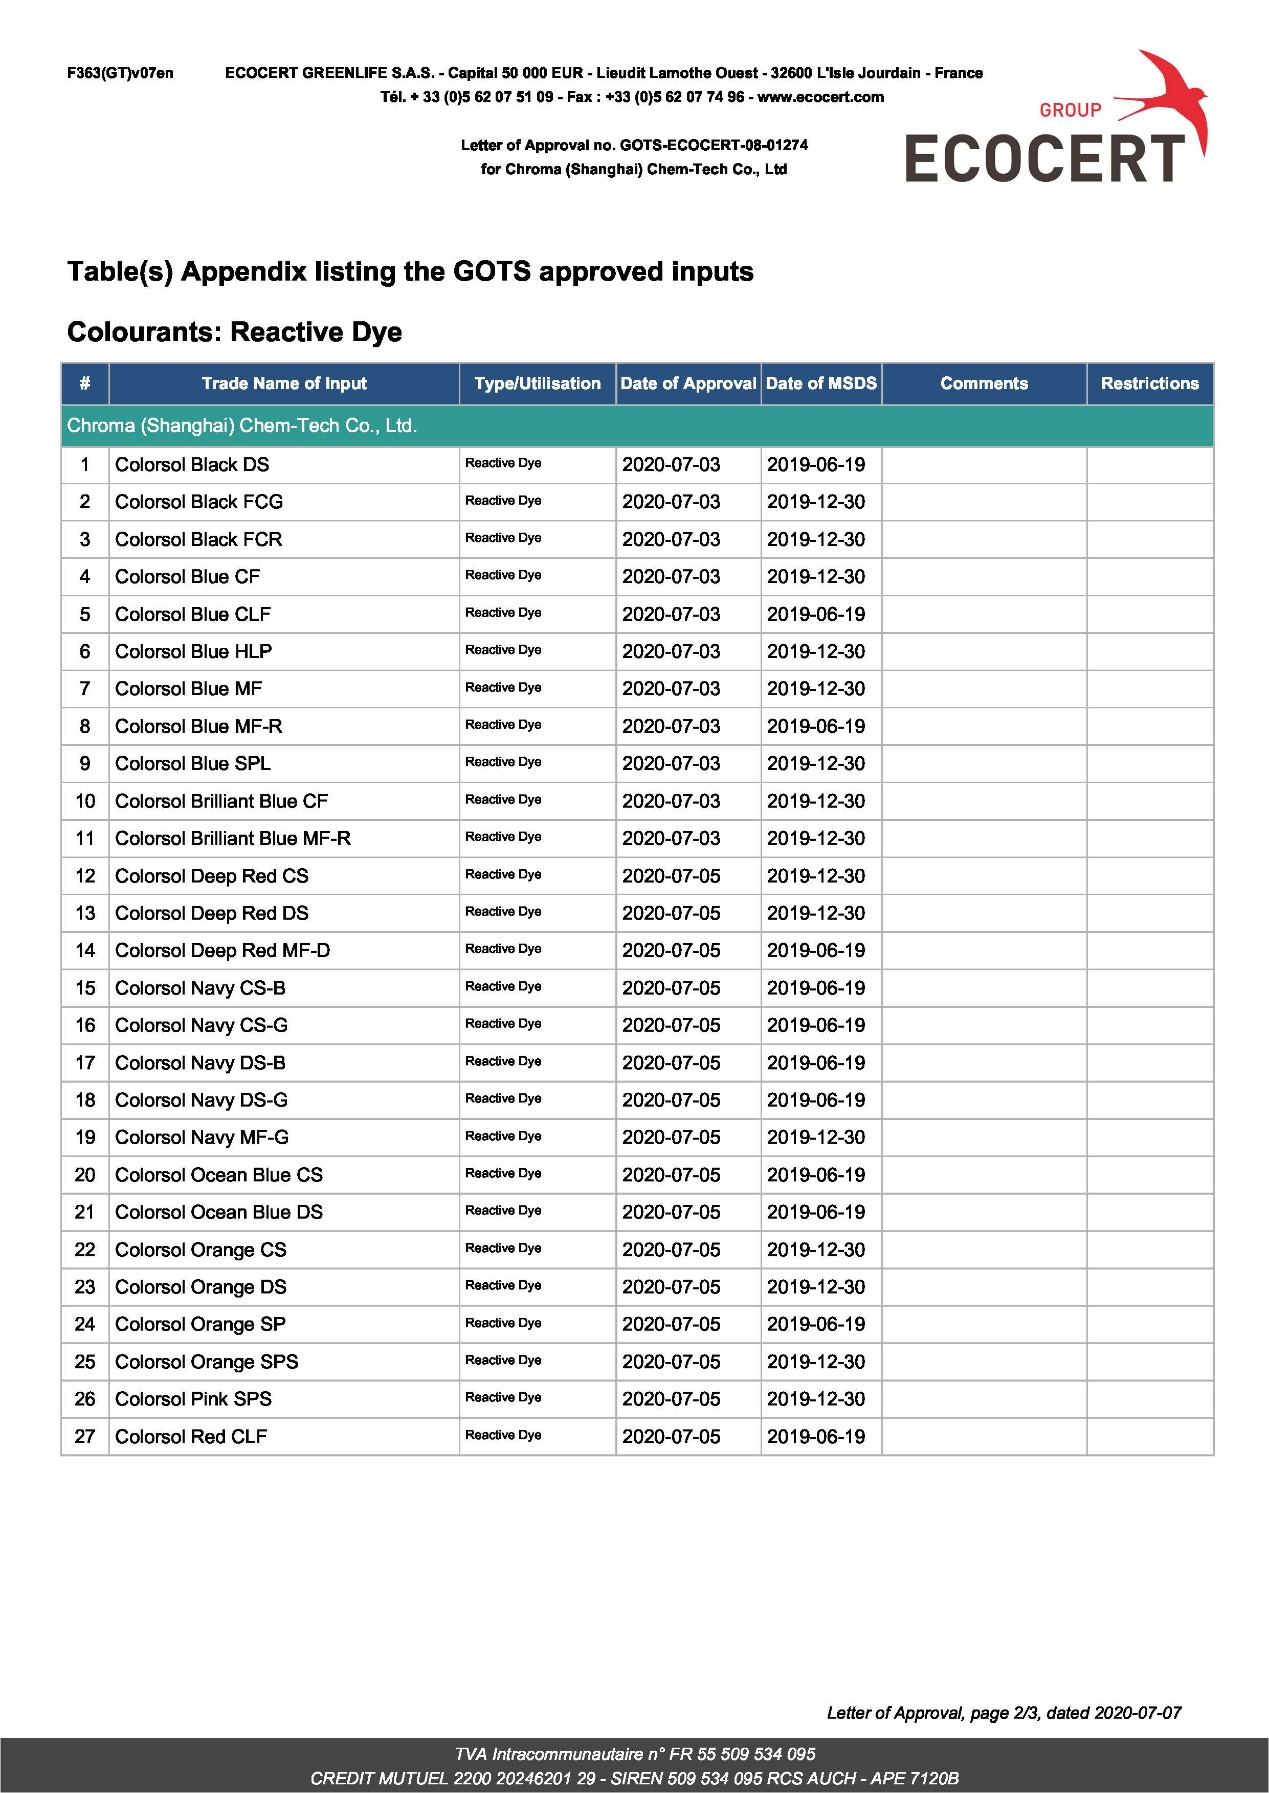 F363(GT)v07en ECOCERT GREENLIFE S.A.S. - Capital 50 000 EUR - Lieudit Lamothe Ouest - 32600 L'Isle Jourdain - France
Tél. + 33 (0)5 62 07 51 09 - Fax : +33 (0)5 62 07 74 96 - www.ecocert.com
GROUP
ECOCERT
Letter of Approval no. GOTS-ECOCERT-08-01274
for Chroma (Shanghai) Chem-Tech Co., Ltd
Table(s) Appendix listing the GOTS approved inputs
Colourants: Reactive Dye
# Trade Name of Input Type/Utilisation Date of Approval Date of MSDS Comments Restrictions
Chroma (Shanghai) Chem-Tech Co., Ltd.
1 Colorsol Black DS Reactive Dye 2020-07-03 2019-06-19
2 Colorsol Black FCG Reactive Dye 2020-07-03 2019-12-30
3 Colorsol Black FCR Reactive Dye 2020-07-03 2019-12-30
4 Colorsol Blue CF Reactive Dye 2020-07-03 2019-12-30
5 Colorsol Blue CLF Reactive Dye 2020-07-03 2019-06-19
6 Colorsol Blue HLP Reactive Dye 2020-07-03 2019-12-30
7 Colorsol Blue MF Reactive Dye 2020-07-03 2019-12-30
8 Colorsol Blue MF-R Reactive Dye 2020-07-03 2019-06-19
9 Colorsol Blue SPL Reactive Dye 2020-07-03 2019-12-30
10 Colorsol Brilliant Blue CF Reactive Dye 2020-07-03 2019-12-30
11 Colorsol Brilliant Blue MF-R Reactive Dye 2020-07-03 2019-12-30
12 Colorsol Deep Red CS Reactive Dye 2020-07-05 2019-12-30
13 Colorsol Deep Red DS Reactive Dye 2020-07-05 2019-12-30
14 Colorsol Deep Red MF-D Reactive Dye 2020-07-05 2019-06-19
15 Colorsol Navy CS-B Reactive Dye 2020-07-05 2019-06-19
16 Colorsol Navy CS-G Reactive Dye 2020-07-05 2019-06-19
17 Colorsol Navy DS-B Reactive Dye 2020-07-05 2019-06-19
18 Colorsol Navy DS-G Reactive Dye 2020-07-05 2019-06-19
19 Colorsol Navy MF-G Reactive Dye 2020-07-05 2019-12-30
20 Colorsol Ocean Blue CS Reactive Dye 2020-07-05 2019-06-19
21 Colorsol Ocean Blue DS Reactive Dye 2020-07-05 2019-06-19
22 Colorsol Orange CS Reactive Dye 2020-07-05 2019-12-30
23 Colorsol Orange DS Reactive Dye 2020-07-05 2019-12-30
24 Colorsol Orange SP Reactive Dye 2020-07-05 2019-06-19
25 Colorsol Orange SPS Reactive Dye 2020-07-05 2019-12-30
26 Colorsol Pink SPS Reactive Dye 2020-07-05 2019-12-30
27 Colorsol Red CLF Reactive Dye 2020-07-05 2019-06-19
Letter of Approval, page 2/3, dated 2020-07-07
TVA Intracommunautaire n° FR 55 509 534 095
CREDIT MUTUEL 2200 20246201 29 - SIREN 509 534 095 RCS AUCH - APE 7120B